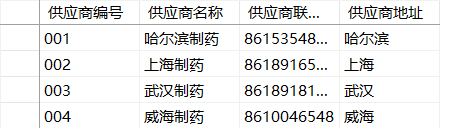 供应商编号 供应商名称 供应商联... 供应商地址
001 哈尔滨制药 86153548... 哈尔滨
002 上海制药 86189165... 上海
003 武汉制药 86189181... 武汉
004 威海制药 8610046548 威海